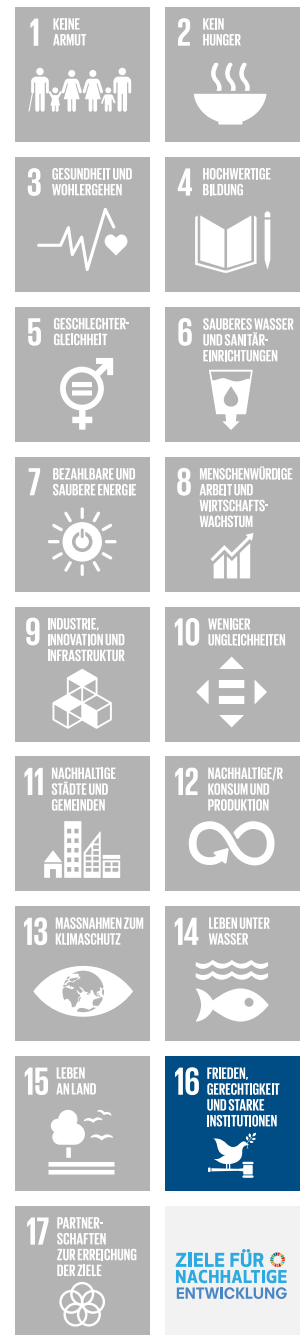 1 KEINE
ARMUT
2 KEIN
HUNGER
3 GESUNDHEIT UND
WOHLERGEHEN
4 HOCHWERTIGE
BILDUNG
5 GESCHLECHTER-
GLEICHHEIT
6 SAUBERES WASSER
UND SANITÄR-
EINRICHTUNGEN
7 BEZAHLBARE UND
SAUBERE ENERGIE
8 MENSCHENWÜRDIGE
ARBEIT UND
WIRTSCHAFTS-
WACHSTUM
9 INDUSTRIE,
INNOVATION UND
INFRASTRUKTUR
10 WENIGER
UNGLEICHHEITEN
11 NACHHALTIGE
STÄDTE UND
GEMEINDEN
12 NACHHALTIGE/R
KONSUM UND
PRODUKTION
13 MASSNAHMEN ZUM
KLIMASCHUTZ
14 LEBEN UNTER
WASSER
15 LEBEN
AN LAND
16 FRIEDEN,
GERECHTIGKEIT
UND STARKE
INSTITUTIONEN
17 PARTNER-
SCHAFTEN
ZUR ERREICHUNG
DER ZIELE
ZIELE FÜR
NACHHALTIGE
ENTWICKLUNG